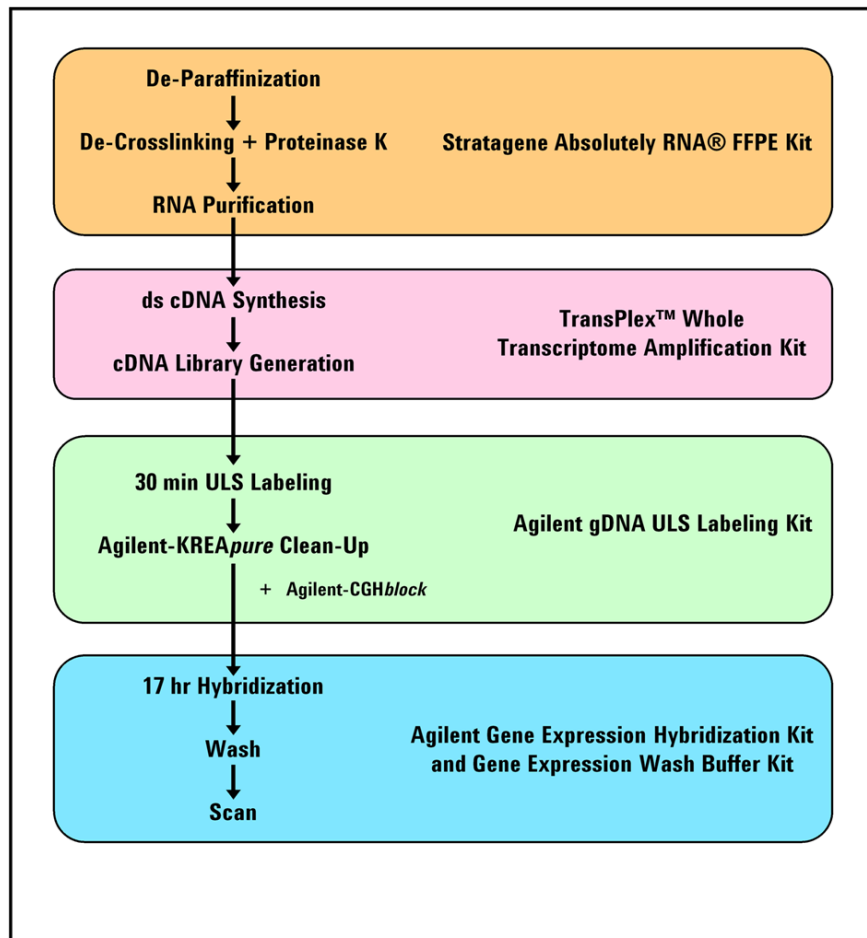 De-Paraffinization
De-Crosslinking + Proteinase K
Stratagene Absolutely RNA® FFPE Kit
RNA Purification
ds cDNA Synthesis
TransPlex™ Whole
Transcriptome Amplification Kit
cDNA Library Generation
30 min ULS Labeling
Agilent gDNA ULS Labeling Kit
Agilent-KREApure Clean-Up
+ Agilent-CGHblock
17 hr Hybridization
Agilent Gene Expression Hybridization Kit
and Gene Expression Wash Buffer Kit
Wash
Scan